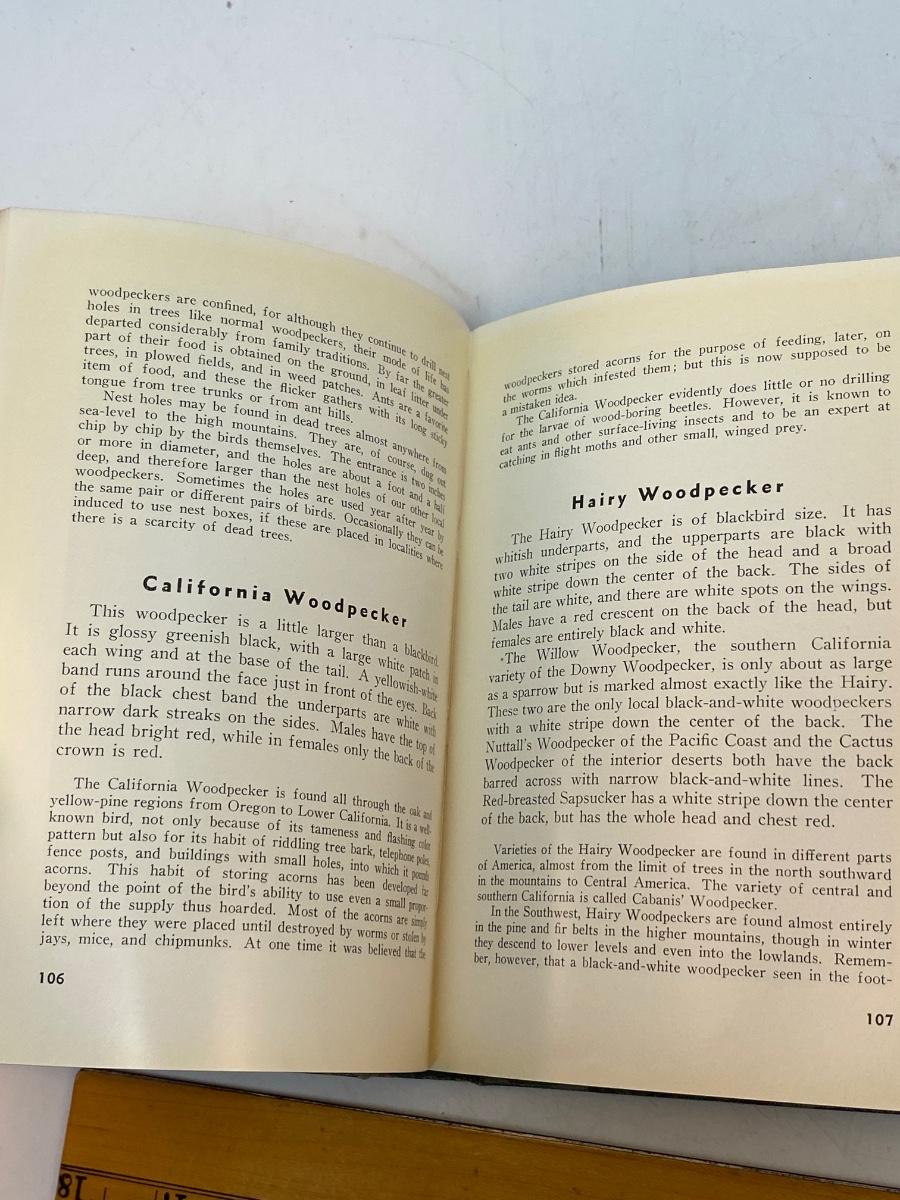 woodpeckers are confined, for although they continue to drill nest
holes in trees like normal woodpeckers, their mode of life has
departed considerably from family traditions. By far the greater
part of their food is obtained on the ground, in leaf litter under
trees, in plowed fields, and in weed patches. Ants are a favorite
item of food, and these the flicker gathers with its long sticky
tongue from tree trunks or from ant hills.
Nest holes may be found in dead trees almost anywhere from
sea-level to the high mountains. They are, of course, dug out
chip by chip by the birds themselves. The entrance is two inches
or more in diameter, and the holes are about a foot and a half
deep, and therefore larger than the nest holes of our other local
woodpeckers. Sometimes the holes are used year after year by
the same pair or different pairs of birds. Occasionally they can be
induced to use nest boxes, if these are placed in localities where
there is a scarcity of dead trees.
California Woodpecker
This woodpecker is a little larger than a blackbird.
It is glossy greenish black, with a large white patch in
each wing and at the base of the tail. A yellowish-white
band runs around the face just in front of the eyes. Back
of the black chest band the underparts are white with
narrow dark streaks on the sides. Males have the top of
the head bright red, while in females only the back of the
crown is red.
The California Woodpecker is found all through the oak and
yellow-pine regions from Oregon to Lower California. It is a well-
known bird, not only because of its tameness and flashing color
pattern but also for its habit of riddling tree bark, telephone poles,
fence posts, and buildings with small holes, into which it pounds
acorns. This habit of storing acorns has been developed far
beyond the point of the bird's ability to use even a small propor-
tion of the supply thus hoarded. Most of the acorns are simply
left where they were placed until destroyed by worms or stolen by
jays, mice, and chipmunks. At one time it was believed that the
106
woodpeckers stored acorns for the purpose of feeding, later, on
the worms which infested them; but this is now supposed to be
a mistaken idea.
The California Woodpecker evidently does little or no drilling
for the larvae of wood-boring beetles. However, it is known to
eat ants and other surface-living insects and to be an expert at
catching in flight moths and other small, winged prey.
Hairy Woodpecker
The Hairy Woodpecker is of blackbird size. It has
whitish underparts, and the upperparts are black with
two white stripes on the side of the head and a broad
white stripe down the center of the back. The sides of
the tail are white, and there are white spots on the wings.
Males have a red crescent on the back of the head, but
females are entirely black and white.
The Willow Woodpecker, the southern California
variety of the Downy Woodpecker, is only about as large
as a sparrow but is marked almost exactly like the Hairy.
These two are the only local black-and-white woodpeckers
with a white stripe down the center of the back. The
Nuttall's Woodpecker of the Pacific Coast and the Cactus
Woodpecker of the interior deserts both have the back
barred across with narrow black-and-white lines. The
Red-breasted Sapsucker has a white stripe down the center
of the back, but has the whole head and chest red.
Varieties of the Hairy Woodpecker are found in different parts
of America, almost from the limit of trees in the north southward
in the mountains to Central America. The variety of central and
southern California is called Cabanis' Woodpecker.
In the Southwest, Hairy Woodpeckers are found almost entirely
in the pine and fir belts in the higher mountains, though in winter
they descend to lower levels and even into the lowlands. Remem-
ber, however, that a black-and-white woodpecker seen in the foot-
107
18